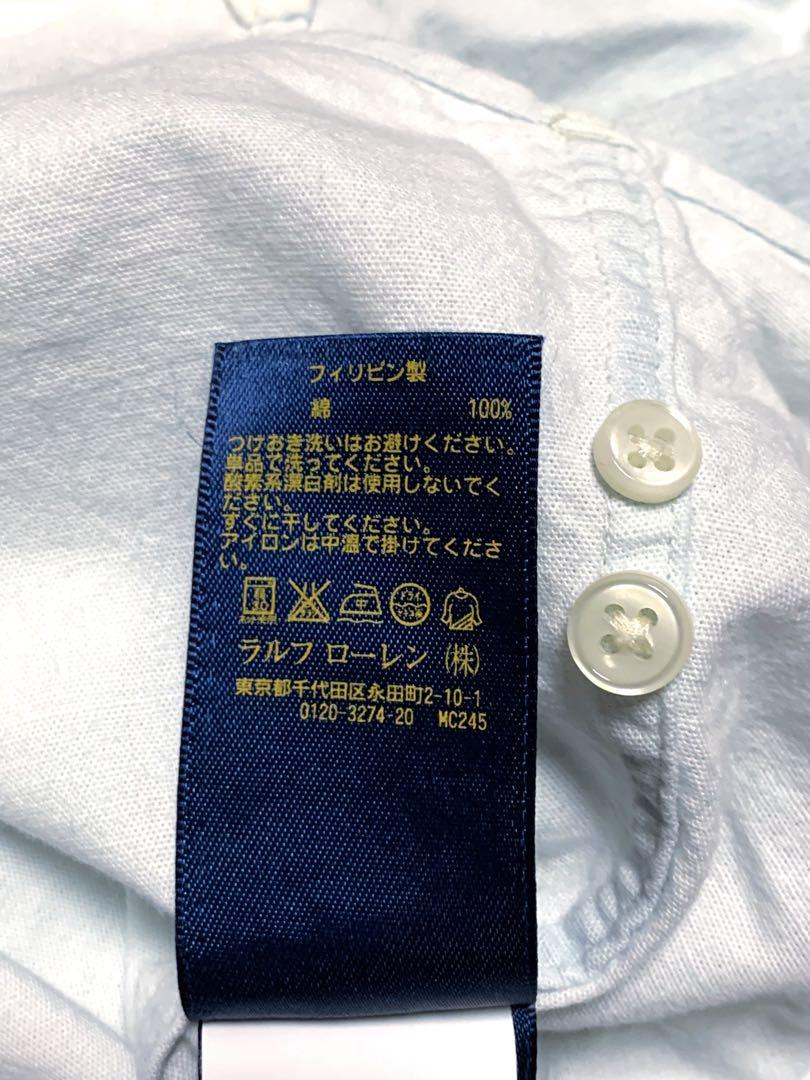 フィリピン製
綿 100%
つけおき洗いはお避けください。
単品で洗ってください。
酸素系漂白剤は使用しないでく
ださい。
すぐに干してください。
アイロンは中温で掛けてくださ
い。
中 ドライ
ラルフ ローレン (株)
東京都千代田区永田町2-10-1
0120-3274-20 MC245